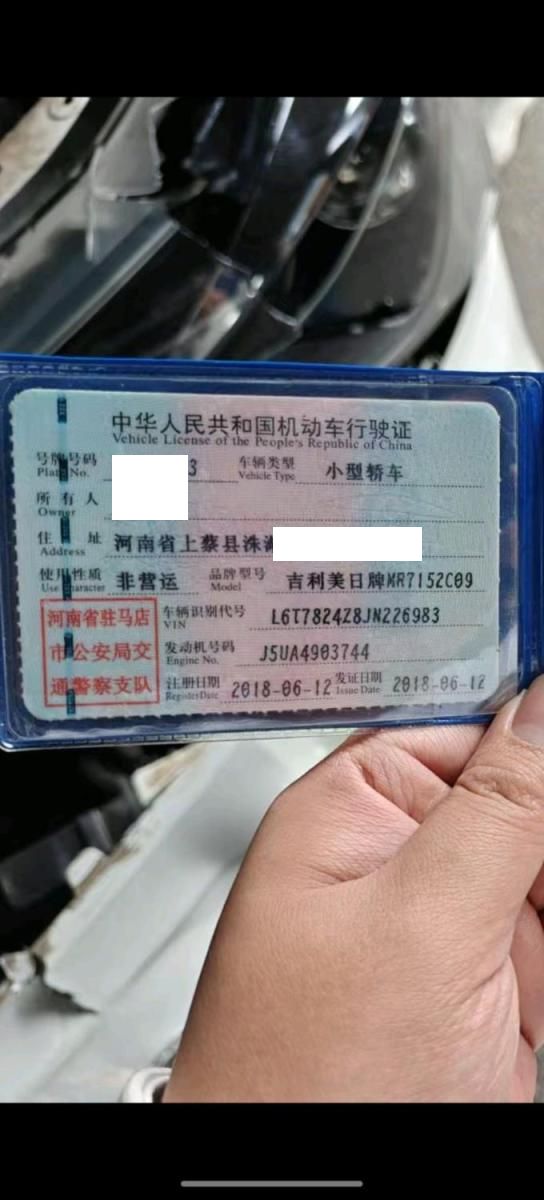 中华人民共和国机动车行驶证
Vehicle License of the People's Republic of China
号牌号码 3 车辆类型 小型轿车
Plate No. Vehicle Type
所有人
Owner
住址 河南省上蔡县洙
Address
使用性质 非营运 品牌型号 吉利美日牌MR7152C09
Use Character Model
河南省驻马店
市公安局交
通警察支队
车辆识别代号 L6T7824Z8JN226983
VIN
发动机号码 J5UA4903744
Engine No.
注册日期 2018-06-12 发证日期 2018-06-12
Register Date Issue Date